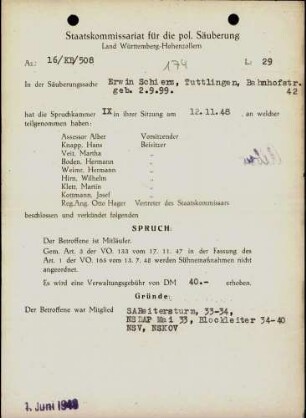 Staatskommissariat für die pol. Säuberung
Land Württemberg-Hohenzollern
Az.: 16/KB/508
174
L: 29
In der Säuberungssache Erwin Schierm, Tuttlingen, Bahnhofstr.
geb. 2.9.99. 42
hat die Spruchkammer IX in ihrer Sitzung am 12.11.48 an welcher
teilgenommen haben:
Assessor Alber Vorsitzender
Knapp, Hans Beisitzer
Veit, Martha "
Boden, Hermann "
Weinz, Hermann "
Hirn, Wilhelm "
Klett, Martin "
Kottmann, Josef "
Reg.Ang. Otto Hager Vertreter des Staatskommissars
beschlossen und verkündet folgenden
SPRUCH:
Der Betroffene ist Mitläufer.
Gem. Art. 3 der VO. 133 vom 17. 11. 47 in der Fassung des
Art. 1 der VO. 165 vom 13. 7. 48 werden Sühnemaßnahmen nicht
angeordnet.
Es wird eine Verwaltungsgebühr von DM 40.- erhoben.
Gründe:
Der Betroffene war Mitglied SAReitersturm, 33-34,
NSDAP Mai 33, Blockleiter 34-40
NSV, NSKOV
1. Juni 1949